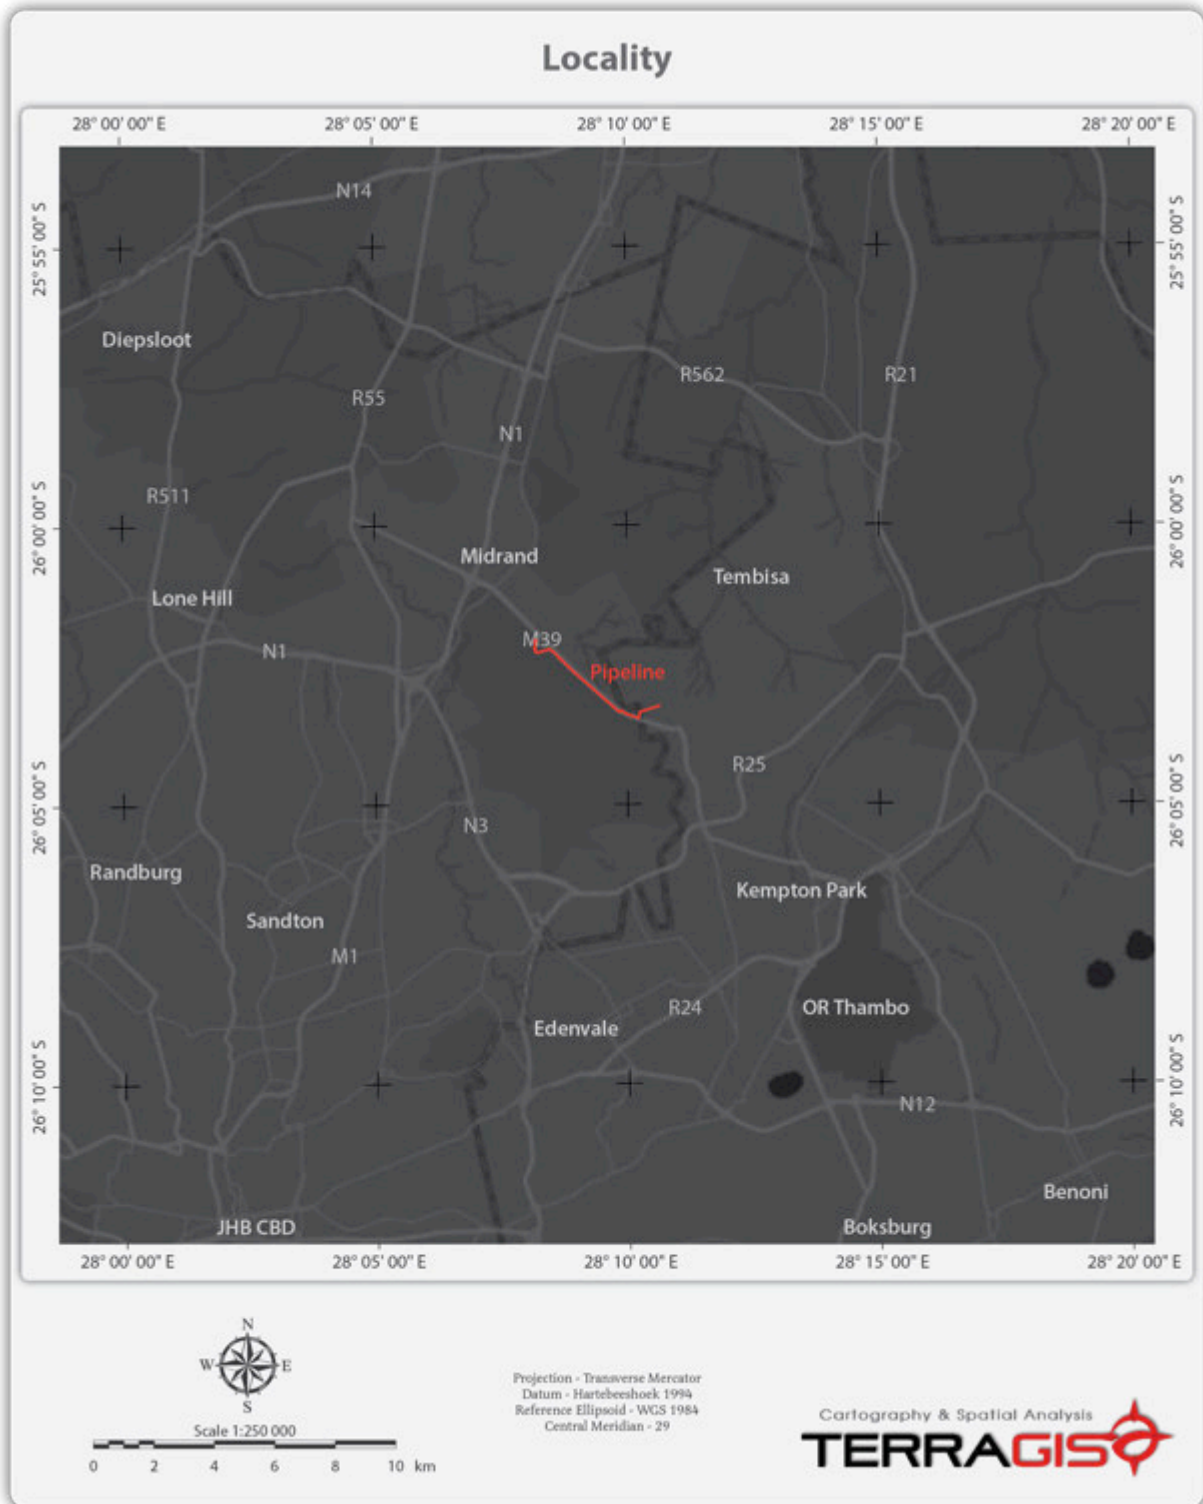 Locality
28° 00' 00" E
28° 05' 00" E
28° 10' 00" E
28° 15' 00" E
28° 20' 00" E
N14
25° 55' 00" S
25° 55' 00" S
Diepsloot
R562
R21
R55
N1
R511
26° 00' 00" S
26° 00' 00" S
Midrand
Tembisa
Lone Hill
M39
N1
Pipeline
R25
26° 05' 00" S
26° 05' 00" S
N3
Randburg
Kempton Park
Sandton
M1
R24
OR Thambo
Edenvale
26° 10' 00" S
26° 10' 00" S
N12
Benoni
JHB CBD
Boksburg
28° 00' 00" E
28° 05' 00" E
28° 10' 00" E
28° 15' 00" E
28° 20' 00" E
N
W
E
S
Scale 1:250 000
0 2 4 6 8 10 km
Projection - Transverse Mercator
Datum - Hartebeeshoek 1994
Reference Ellipsoid - WGS 1984
Central Meridian - 29
Cartography & Spatial Analysis
TERRAGIS